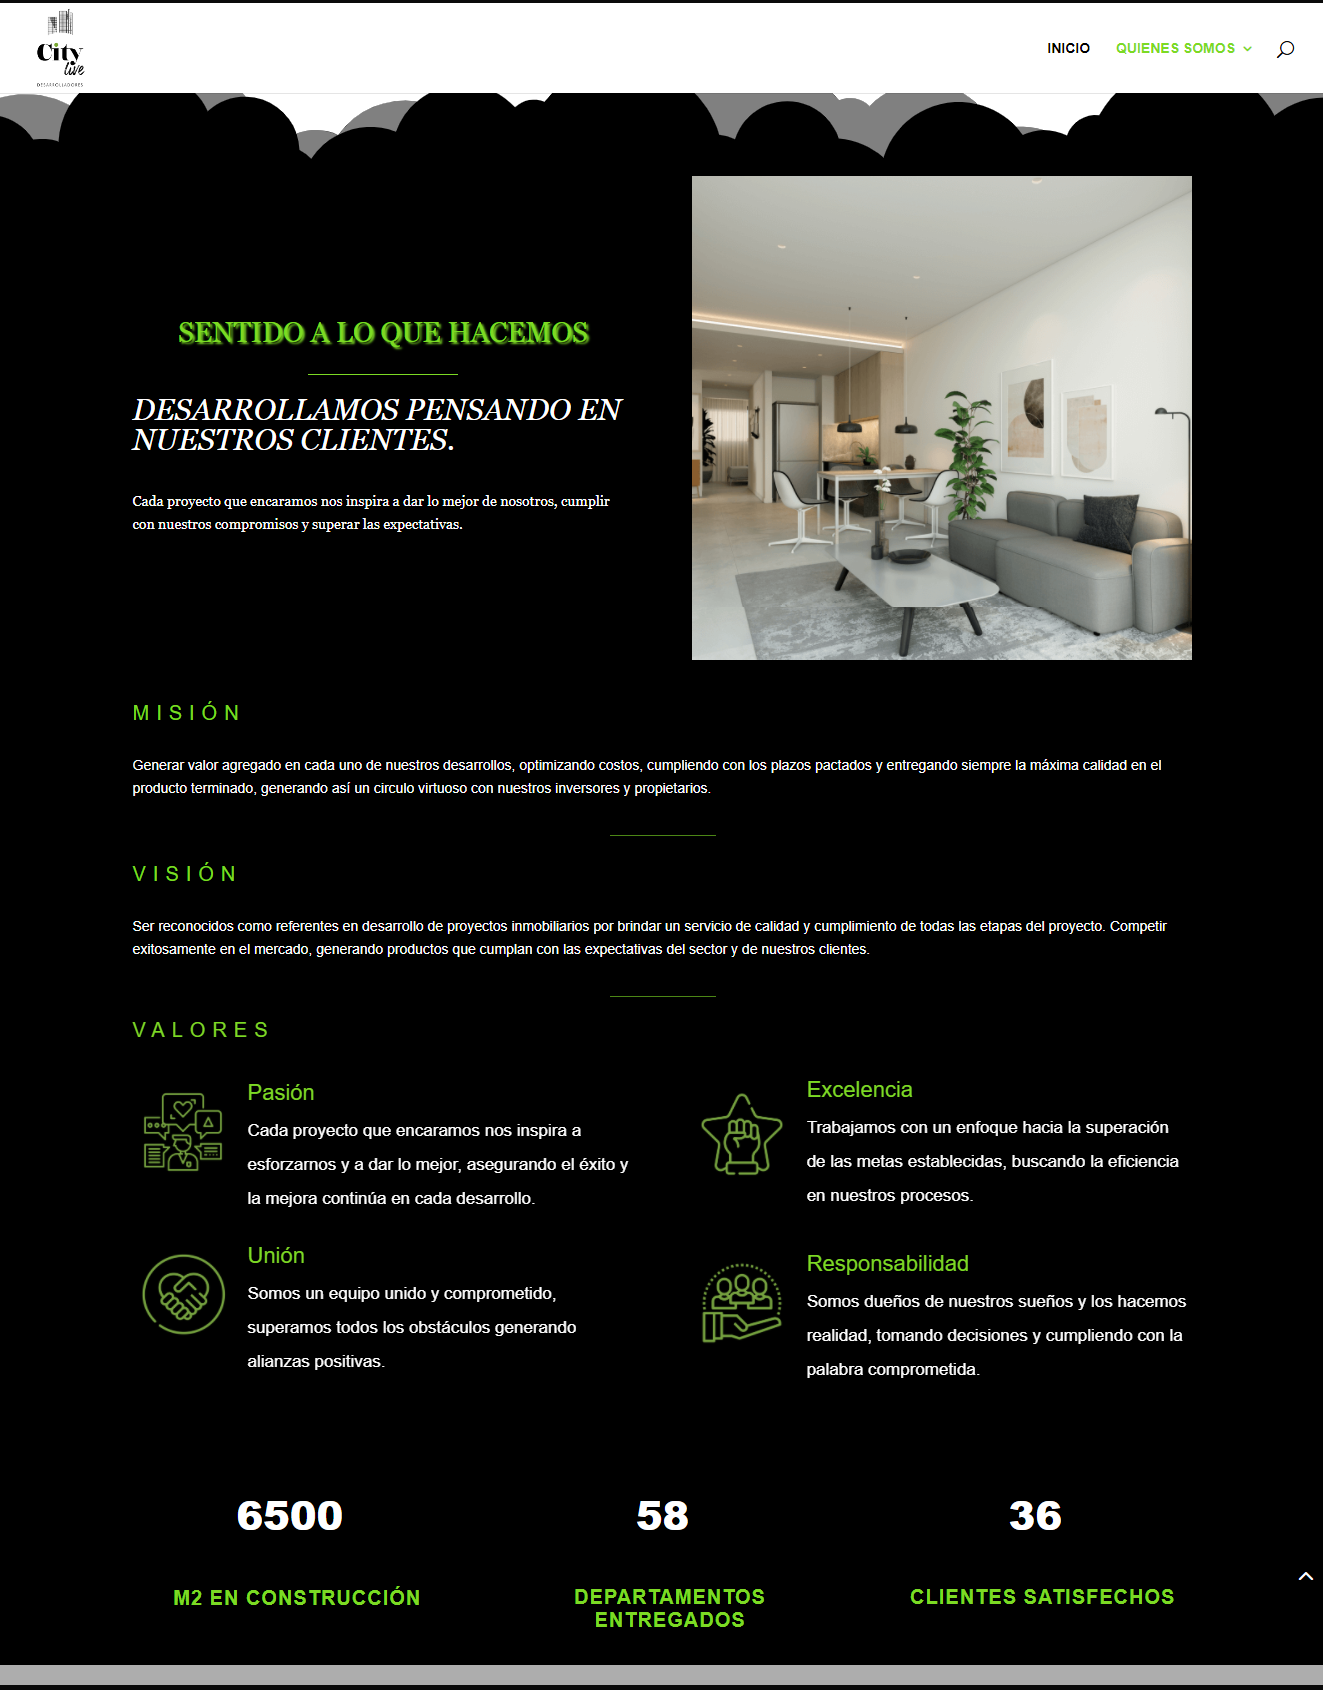 City
live
DESARROLLADORES
INICIO
QUIENES SOMOS
SENTIDO A LO QUE HACEMOS
DESARROLLAMOS PENSANDO EN
NUESTROS CLIENTES.
Cada proyecto que encaramos nos inspira a dar lo mejor de nosotros, cumplir
con nuestros compromisos y superar las expectativas.
MISIÓN
Generar valor agregado en cada uno de nuestros desarrollos, optimizando costos, cumpliendo con los plazos pactados y entregando siempre la máxima calidad en el
producto terminado, generando así un circulo virtuoso con nuestros inversores y propietarios.
VISIÓN
Ser reconocidos como referentes en desarrollo de proyectos inmobiliarios por brindar un servicio de calidad y cumplimiento de todas las etapas del proyecto. Competir
exitosamente en el mercado, generando productos que cumplan con las expectativas del sector y de nuestros clientes.
VALORES
Pasión
Cada proyecto que encaramos nos inspira a
esforzarnos y a dar lo mejor, asegurando el éxito y
la mejora continúa en cada desarrollo.
Excelencia
Trabajamos con un enfoque hacia la superación
de las metas establecidas, buscando la eficiencia
en nuestros procesos.
Unión
Somos un equipo unido y comprometido,
superamos todos los obstáculos generando
alianzas positivas.
Responsabilidad
Somos dueños de nuestros sueños y los hacemos
realidad, tomando decisiones y cumpliendo con la
palabra comprometida.
6500
M2 EN CONSTRUCCIÓN
58
DEPARTAMENTOS
ENTREGADOS
36
CLIENTES SATISFECHOS